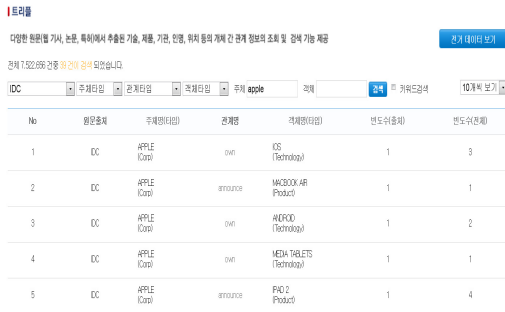 트리플
다양한 원문(웹 기사, 논문, 특허)에서 추출된 기술, 제품, 기관, 인명, 위치 등의 개체 간 관계 정보의 조회 및 검색 기능 제공
전기 데이터 보기
전체 7,522,656 건중 99 건이 검색 되었습니다.
IDC 주체타입 관계타입 객체타입 주체 apple 객체 검색 키워드검색 10개씩 보기
No 원문출처 주체명(타입) 관계명 객체명(타입) 빈도수(출처) 빈도수(전체)
1 IDC APPLE (Corp) own IOS (Technology) 1 3
2 IDC APPLE (Corp) announce MACBOOK AIR (Product) 1 1
3 IDC APPLE (Corp) own ANDROID (Technology) 1 2
4 IDC APPLE (Corp) own MEDIA TABLETS (Technology) 1 1
5 IDC APPLE (Corp) announce IPAD 2 (Product) 1 4